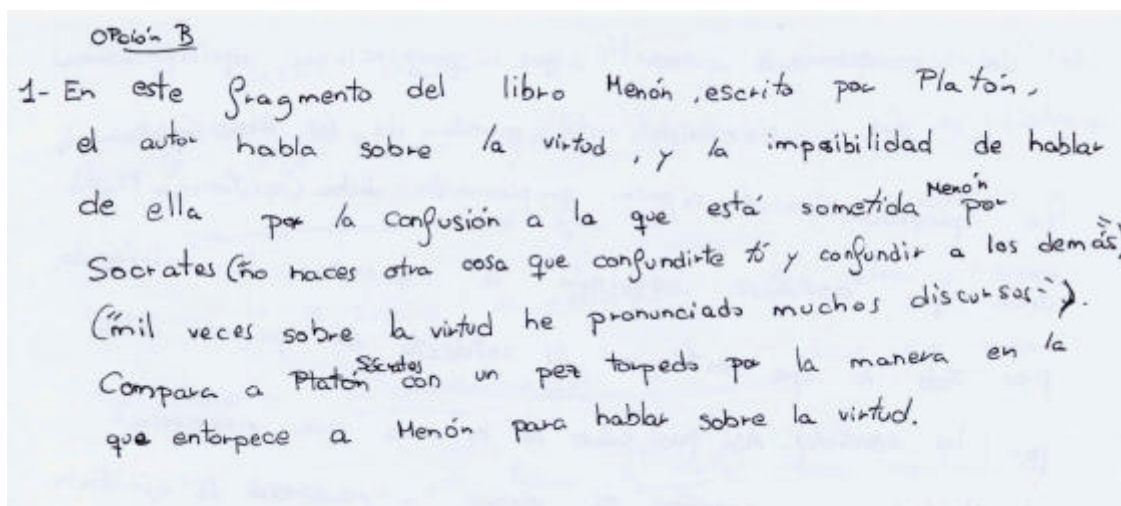 Opción B
1- En este fragmento del libro Menón, escrito por Platón,
el autor habla sobre la virtud, y la imposibilidad de hablar
de ella por la confusión a la que está sometida Menón por
Socrates ("no haces otra cosa que confundirte tú y confundir a los demás")
("mil veces sobre la virtud he pronunciado muchos discursos").
Compara a Platón Sócrates con un pez torpedo por la manera en la
que entorpece a Menón para hablar sobre la virtud.